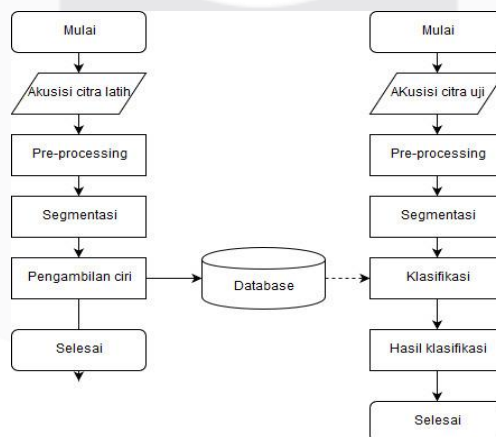 Mulai
Akusisi citra latih
Pre-processing
Segmentasi
Pengambilan ciri
Selesai
Database
Mulai
AKusisi citra uji
Pre-processing
Segmentasi
Klasifikasi
Hasil klasifikasi
Selesai